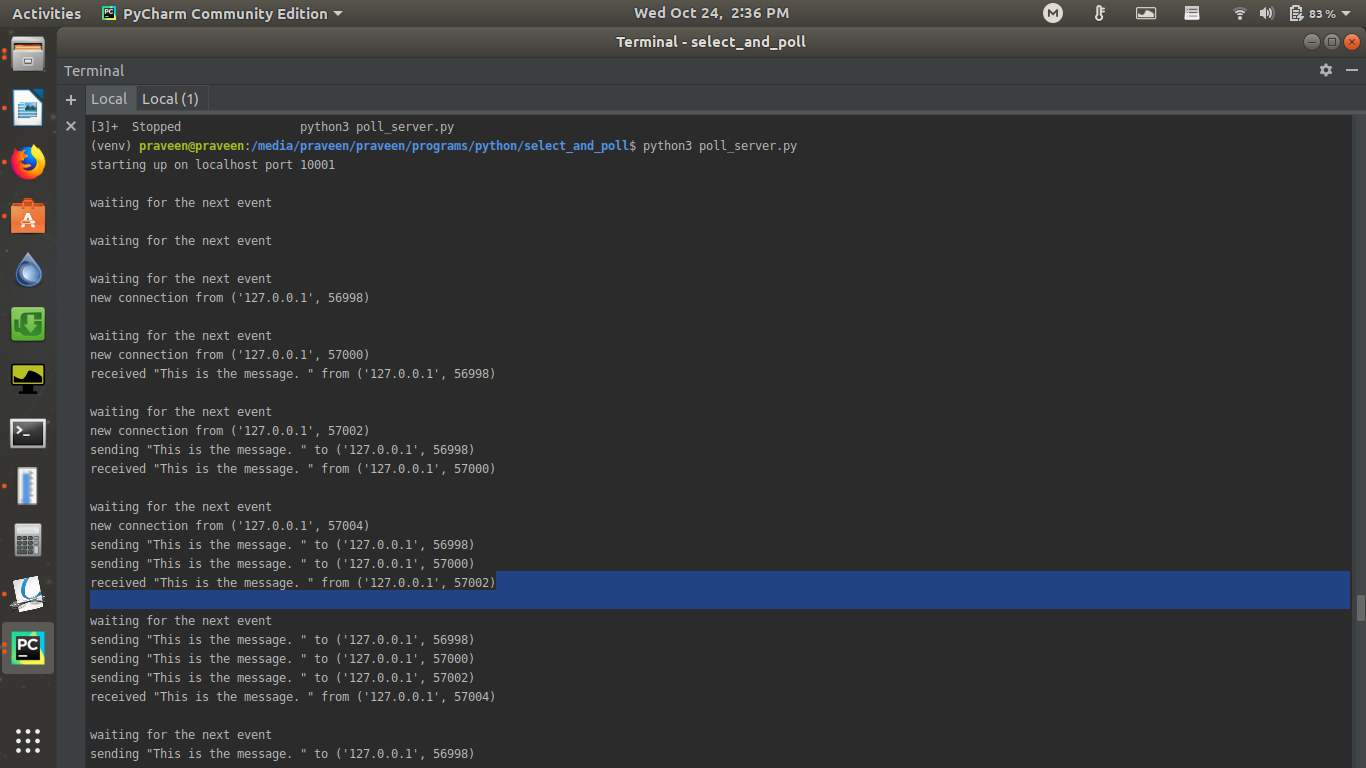 Activities PyCharm Community Edition Wed Oct 24, 2:36 PM M 83 %
Terminal - select_and_poll
Terminal
+ Local Local (1)
[3]+  Stopped                 python3 poll_server.py
(venv) praveen@praveen:/media/praveen/praveen/programs/python/select_and_poll$ python3 poll_server.py
starting up on localhost port 10001
waiting for the next event
waiting for the next event
waiting for the next event
new connection from ('127.0.0.1', 56998)
waiting for the next event
new connection from ('127.0.0.1', 57000)
received "This is the message. " from ('127.0.0.1', 56998)
waiting for the next event
new connection from ('127.0.0.1', 57002)
sending "This is the message. " to ('127.0.0.1', 56998)
received "This is the message. " from ('127.0.0.1', 57000)
waiting for the next event
new connection from ('127.0.0.1', 57004)
sending "This is the message. " to ('127.0.0.1', 56998)
sending "This is the message. " to ('127.0.0.1', 57000)
received "This is the message. " from ('127.0.0.1', 57002)
waiting for the next event
sending "This is the message. " to ('127.0.0.1', 56998)
sending "This is the message. " to ('127.0.0.1', 57000)
sending "This is the message. " to ('127.0.0.1', 57002)
received "This is the message. " from ('127.0.0.1', 57004)
waiting for the next event
sending "This is the message. " to ('127.0.0.1', 56998)
PC